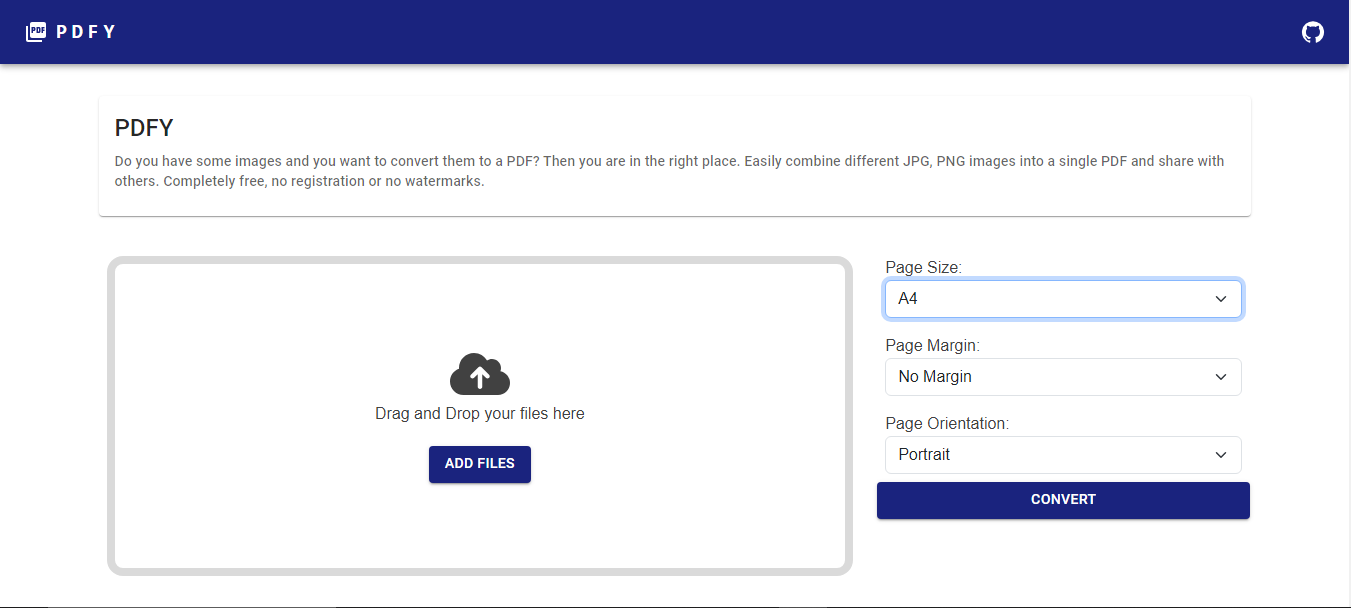 PDF PDFY
PDFY
Do you have some images and you want to convert them to a PDF? Then you are in the right place. Easily combine different JPG, PNG images into a single PDF and share with
others. Completely free, no registration or no watermarks.
Drag and Drop your files here
ADD FILES
Page Size:
A4
Page Margin:
No Margin
Page Orientation:
Portrait
CONVERT